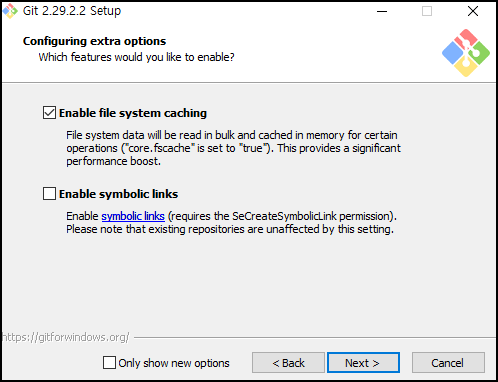 Git 2.29.2.2 Setup
Configuring extra options
Which features would you like to enable?
Enable file system caching
File system data will be read in bulk and cached in memory for certain
operations ("core.fscache" is set to "true"). This provides a significant
performance boost.
Enable symbolic links
Enable symbolic links (requires the SeCreateSymbolicLink permission).
Please note that existing repositories are unaffected by this setting.
https://gitforwindows.org/
Only show new options
< Back
Next >
Cancel